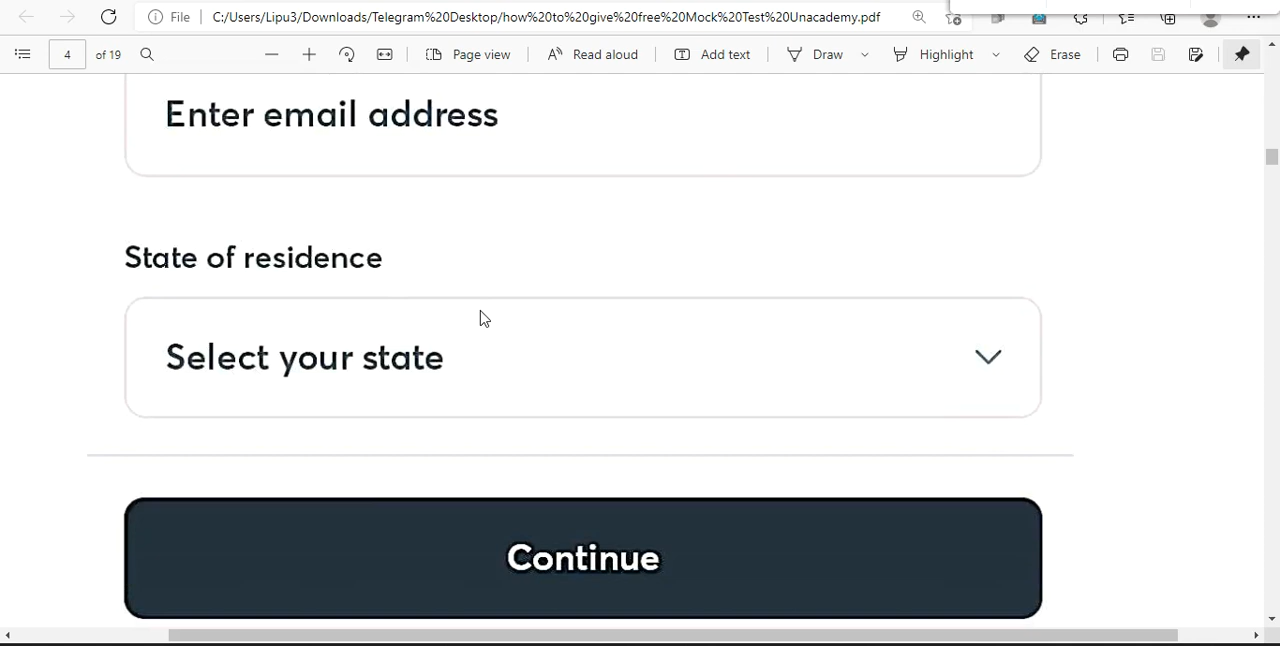 File C:/Users/Lipu3/Downloads/Telegram%20Desktop/how%20to%20give%20free%20Mock%20Test%20Unacademy.pdf
4 of 19 Page view Read aloud Add text Draw Highlight Erase
Enter email address
State of residence
Select your state
Continue